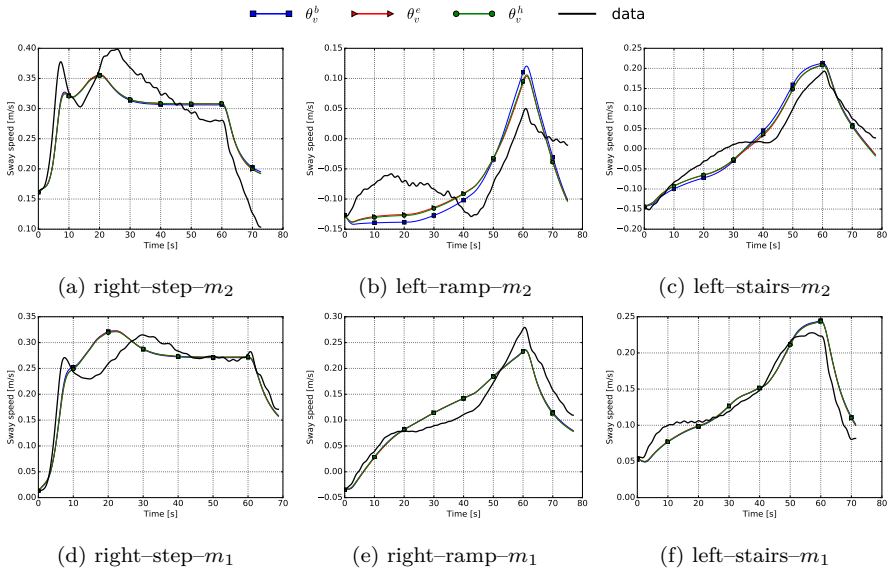 θ_v^b θ_v^e θ_v^h data
0.40 0.35 0.30 0.25 0.20 0.15 0.10
Sway speed [m/s]
0 10 20 30 40 50 60 70 80
Time [s]
(a) right–step–m₂
0.15 0.10 0.05 0.00 −0.05 −0.10 −0.15
Sway speed [m/s]
0 10 20 30 40 50 60 70 80
Time [s]
(b) left–ramp–m₂
0.25 0.20 0.15 0.10 0.05 0.00 −0.05 −0.10 −0.15 −0.20
Sway speed [m/s]
0 10 20 30 40 50 60 70 80
Time [s]
(c) left–stairs–m₂
0.35 0.30 0.25 0.20 0.15 0.10 0.05 0.00
Sway speed [m/s]
0 10 20 30 40 50 60 70
Time [s]
(d) right–step–m₁
0.30 0.25 0.20 0.15 0.10 0.05 0.00 −0.05
Sway speed [m/s]
0 10 20 30 40 50 60 70 80
Time [s]
(e) right–ramp–m₁
0.25 0.20 0.15 0.10 0.05 0.00
Sway speed [m/s]
0 10 20 30 40 50 60 70 80
Time [s]
(f) left–stairs–m₁